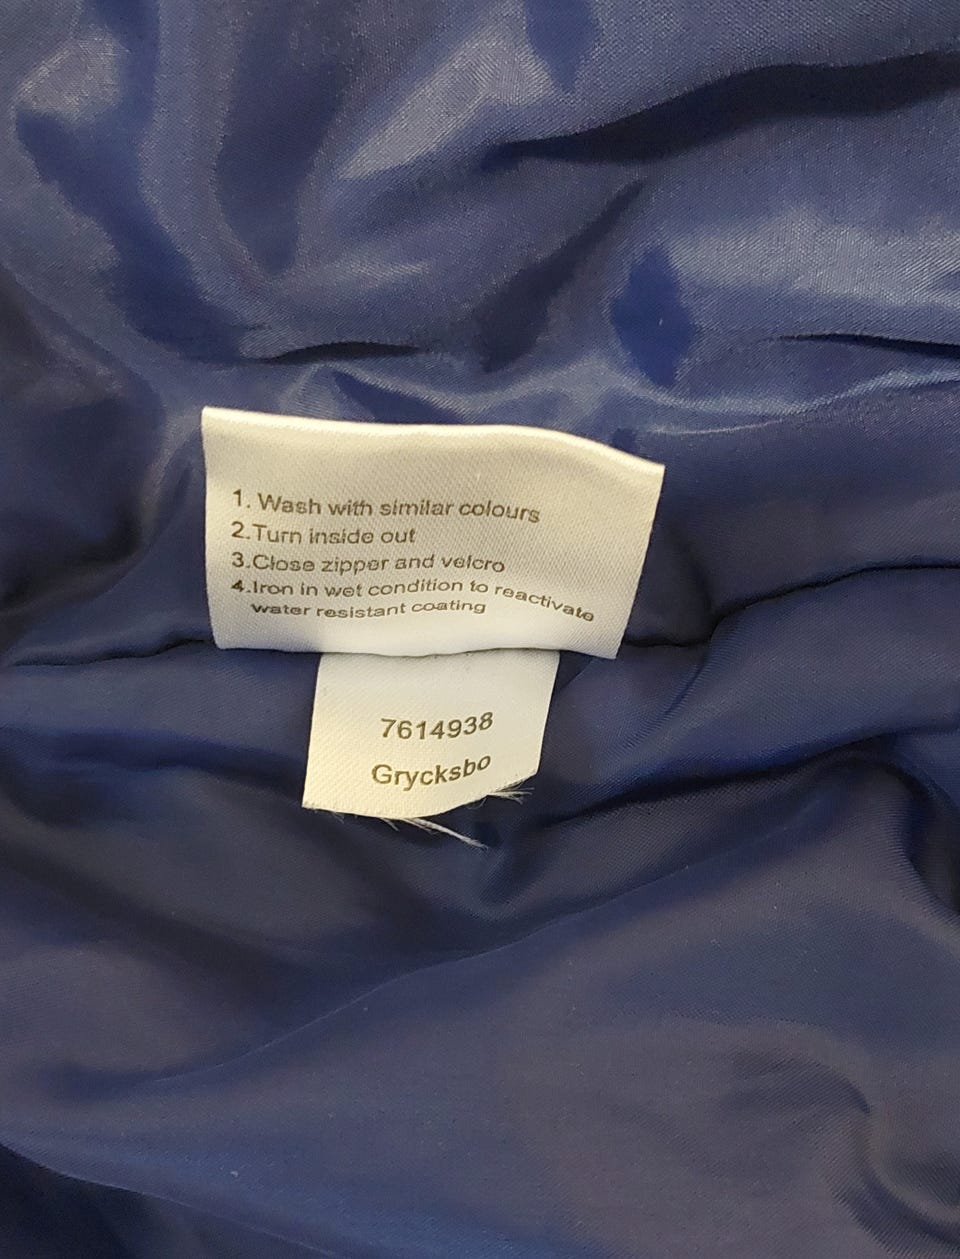 1. Wash with similar colours
2.Turn inside out
3.Close zipper and velcro
4.Iron in wet condition to reactivate
water resistant coating
7614938
Grycksbo